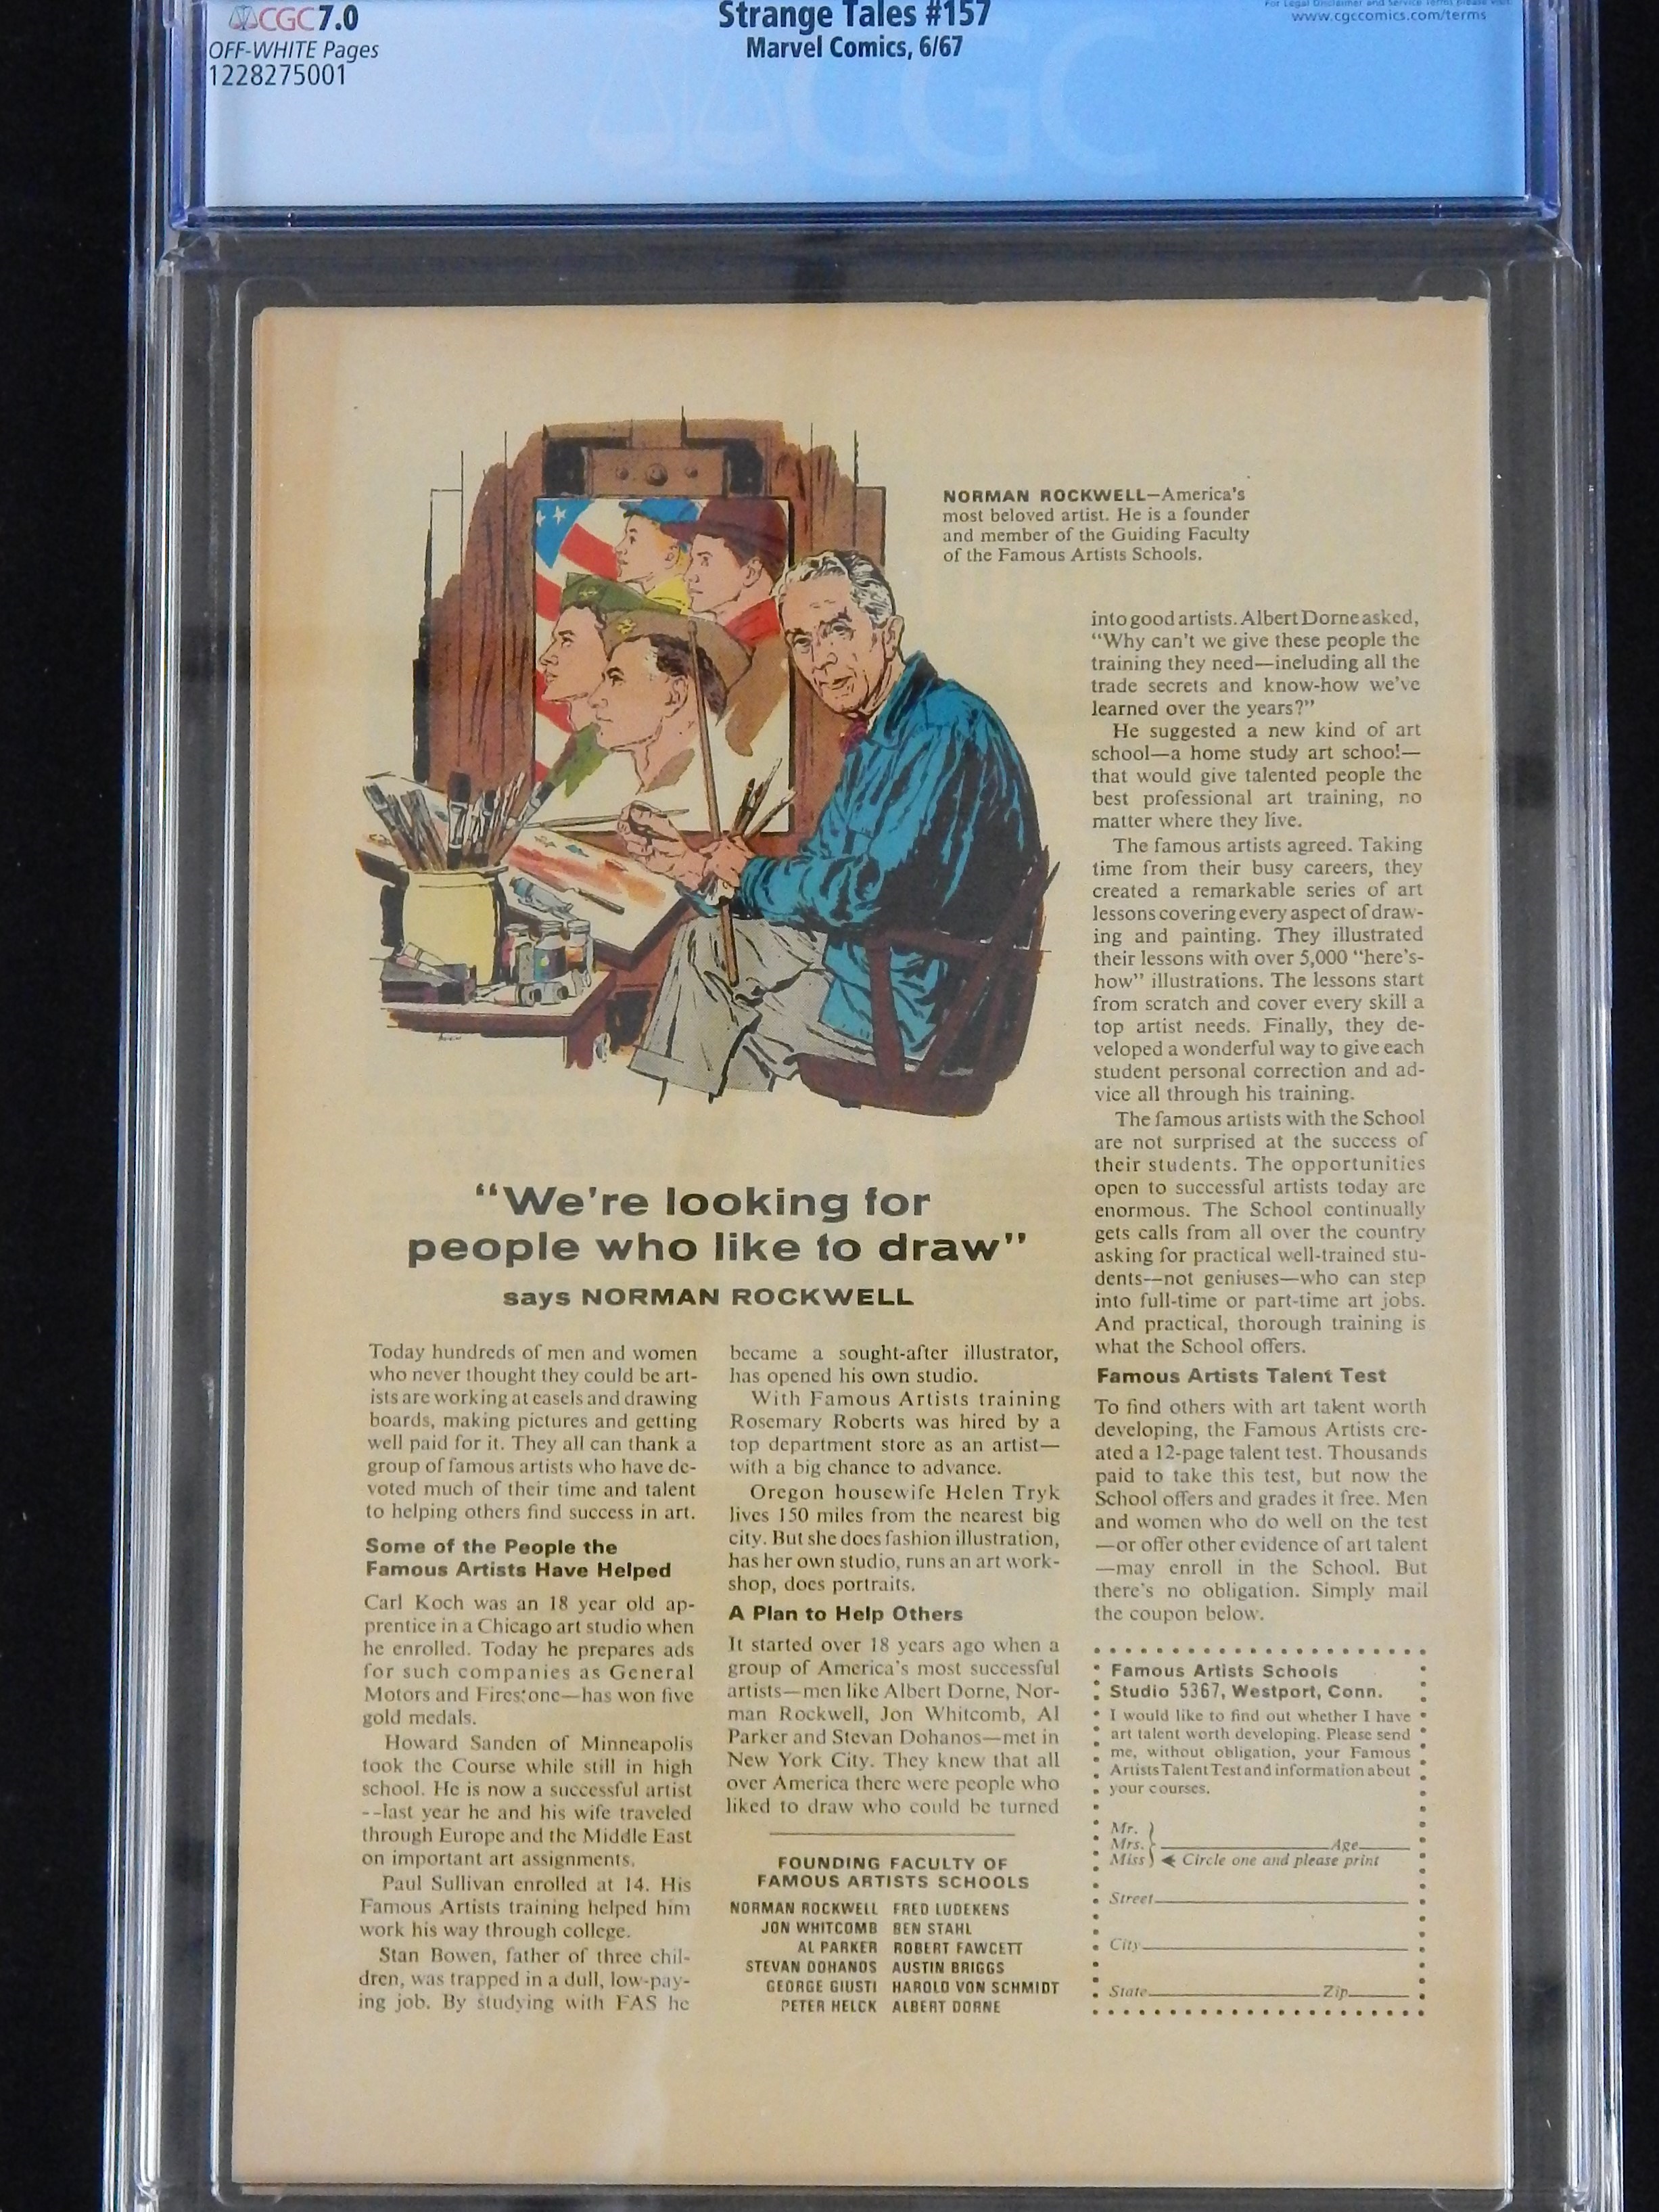 CGC 7.0
OFF-WHITE Pages
1228275001
Strange Tales #157
Marvel Comics, 6/67
For Legal Disclaimer and Service Terms please visit:
www.cgccomics.com/terms
CGC
NORMAN ROCKWELL—America's
most beloved artist. He is a founder
and member of the Guiding Faculty
of the Famous Artists Schools.
"We're looking for
people who like to draw"
says NORMAN ROCKWELL
Today hundreds of men and women
who never thought they could be art-
ists are working at easels and drawing
boards, making pictures and getting
well paid for it. They all can thank a
group of famous artists who have de-
voted much of their time and talent
to helping others find success in art.
Some of the People the
Famous Artists Have Helped
Carl Koch was an 18 year old ap-
prentice in a Chicago art studio when
he enrolled. Today he prepares ads
for such companies as General
Motors and Firestone—has won five
gold medals.
Howard Sanden of Minneapolis
took the Course while still in high
school. He is now a successful artist
--last year he and his wife traveled
through Europe and the Middle East
on important art assignments.
Paul Sullivan enrolled at 14. His
Famous Artists training helped him
work his way through college.
Stan Bowen, father of three chil-
dren, was trapped in a dull, low-pay-
ing job. By studying with FAS he
became a sought-after illustrator,
has opened his own studio.
With Famous Artists training
Rosemary Roberts was hired by a
top department store as an artist—
with a big chance to advance.
Oregon housewife Helen Tryk
lives 150 miles from the nearest big
city. But she does fashion illustration,
has her own studio, runs an art work-
shop, does portraits.
A Plan to Help Others
It started over 18 years ago when a
group of America's most successful
artists—men like Albert Dorne, Nor-
man Rockwell, Jon Whitcomb, Al
Parker and Stevan Dohanos—met in
New York City. They knew that all
over America there were people who
liked to draw who could be turned
FOUNDING FACULTY OF
FAMOUS ARTISTS SCHOOLS
NORMAN ROCKWELL FRED LUDEKENS
JON WHITCOMB BEN STAHL
AL PARKER ROBERT FAWCETT
STEVAN DOHANOS AUSTIN BRIGGS
GEORGE GIUSTI HAROLD VON SCHMIDT
PETER HELCK ALBERT DORNE
into good artists. Albert Dorne asked,
"Why can't we give these people the
training they need—including all the
trade secrets and know-how we've
learned over the years?"
He suggested a new kind of art
school—a home study art school—
that would give talented people the
best professional art training, no
matter where they live.
The famous artists agreed. Taking
time from their busy careers, they
created a remarkable series of art
lessons covering every aspect of draw-
ing and painting. They illustrated
their lessons with over 5,000 "here's-
how" illustrations. The lessons start
from scratch and cover every skill a
top artist needs. Finally, they de-
veloped a wonderful way to give each
student personal correction and ad-
vice all through his training.
The famous artists with the School
are not surprised at the success of
their students. The opportunities
open to successful artists today are
enormous. The School continually
gets calls from all over the country
asking for practical well-trained stu-
dents—not geniuses—who can step
into full-time or part-time art jobs.
And practical, thorough training is
what the School offers.
Famous Artists Talent Test
To find others with art talent worth
developing, the Famous Artists cre-
ated a 12-page talent test. Thousands
paid to take this test, but now the
School offers and grades it free. Men
and women who do well on the test
—or offer other evidence of art talent
—may enroll in the School. But
there's no obligation. Simply mail
the coupon below.
Famous Artists Schools
Studio 5367, Westport, Conn.
I would like to find out whether I have
art talent worth developing. Please send
me, without obligation, your Famous
Artists Talent Test and information about
your courses.
Mr.
Mrs. Age
Miss Circle one and please print
Street
City
State Zip